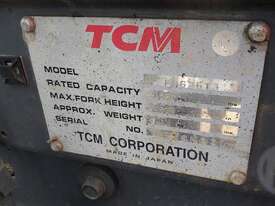 TCM
MODEL
RATED CAPACITY
MAX.FORK HEIGHT
APPROX. WEIGHT
SERIAL NO.
TCM CORPORATION
MADE IN JAPAN